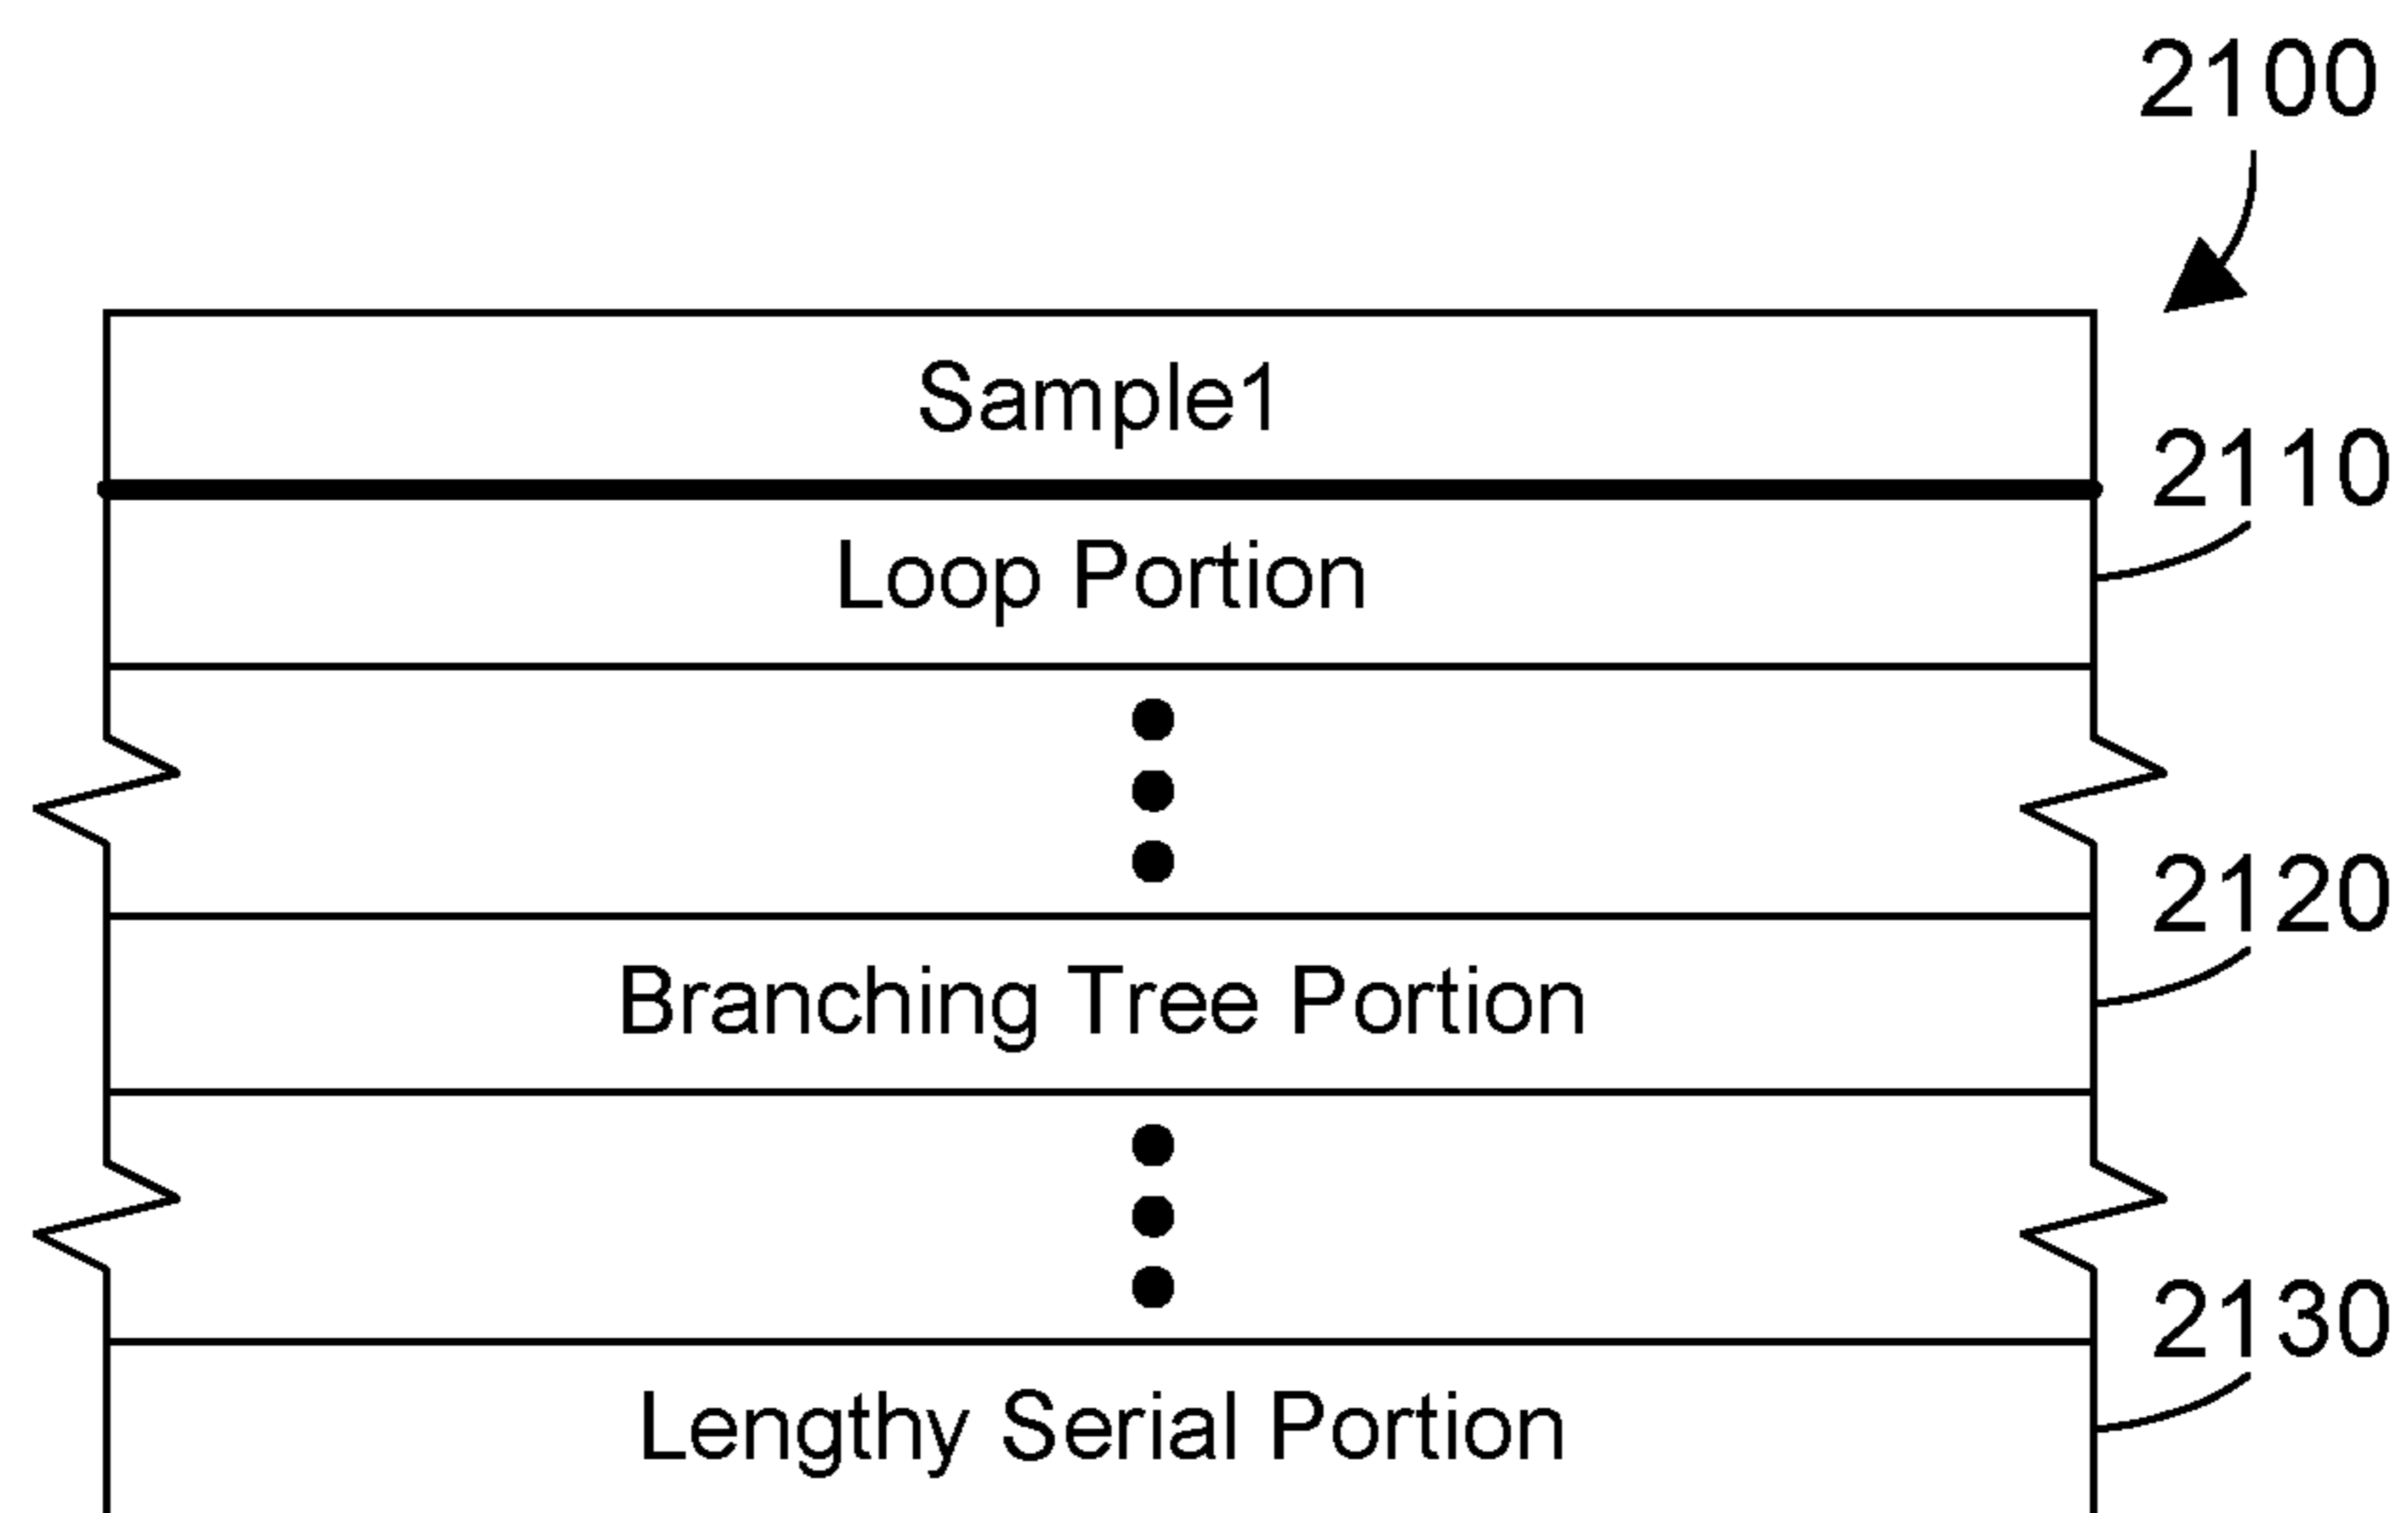 2100
Sample1
2110
Loop Portion
2120
Branching Tree Portion
2130
Lengthy Serial Portion